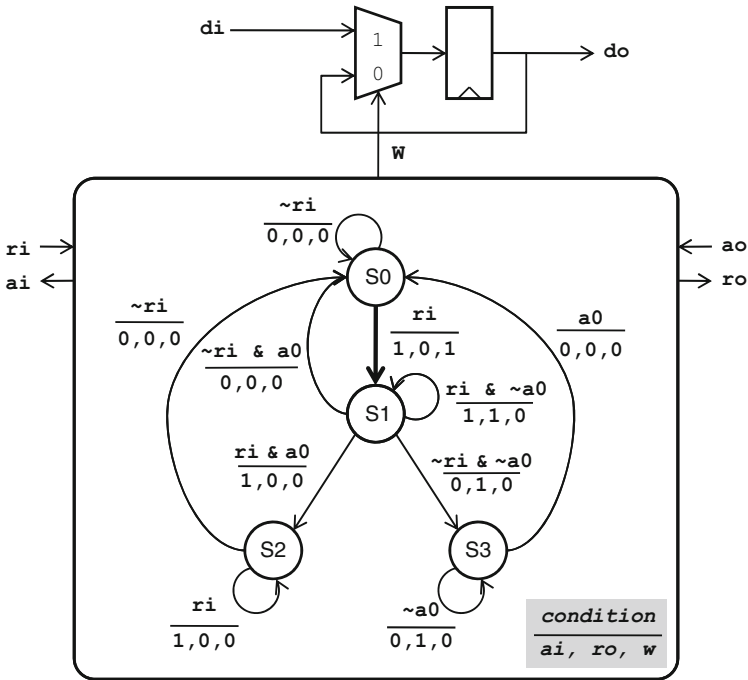 di
1
0
do
W
ri
ai
ao
ro
~ri
0,0,0
S0
~ri
0,0,0
ri
1,0,1
a0
0,0,0
~ri & a0
0,0,0
S1
ri & ~a0
1,1,0
ri & a0
1,0,0
~ri & ~a0
0,1,0
S2
S3
ri
1,0,0
~a0
0,1,0
condition
ai, ro, w